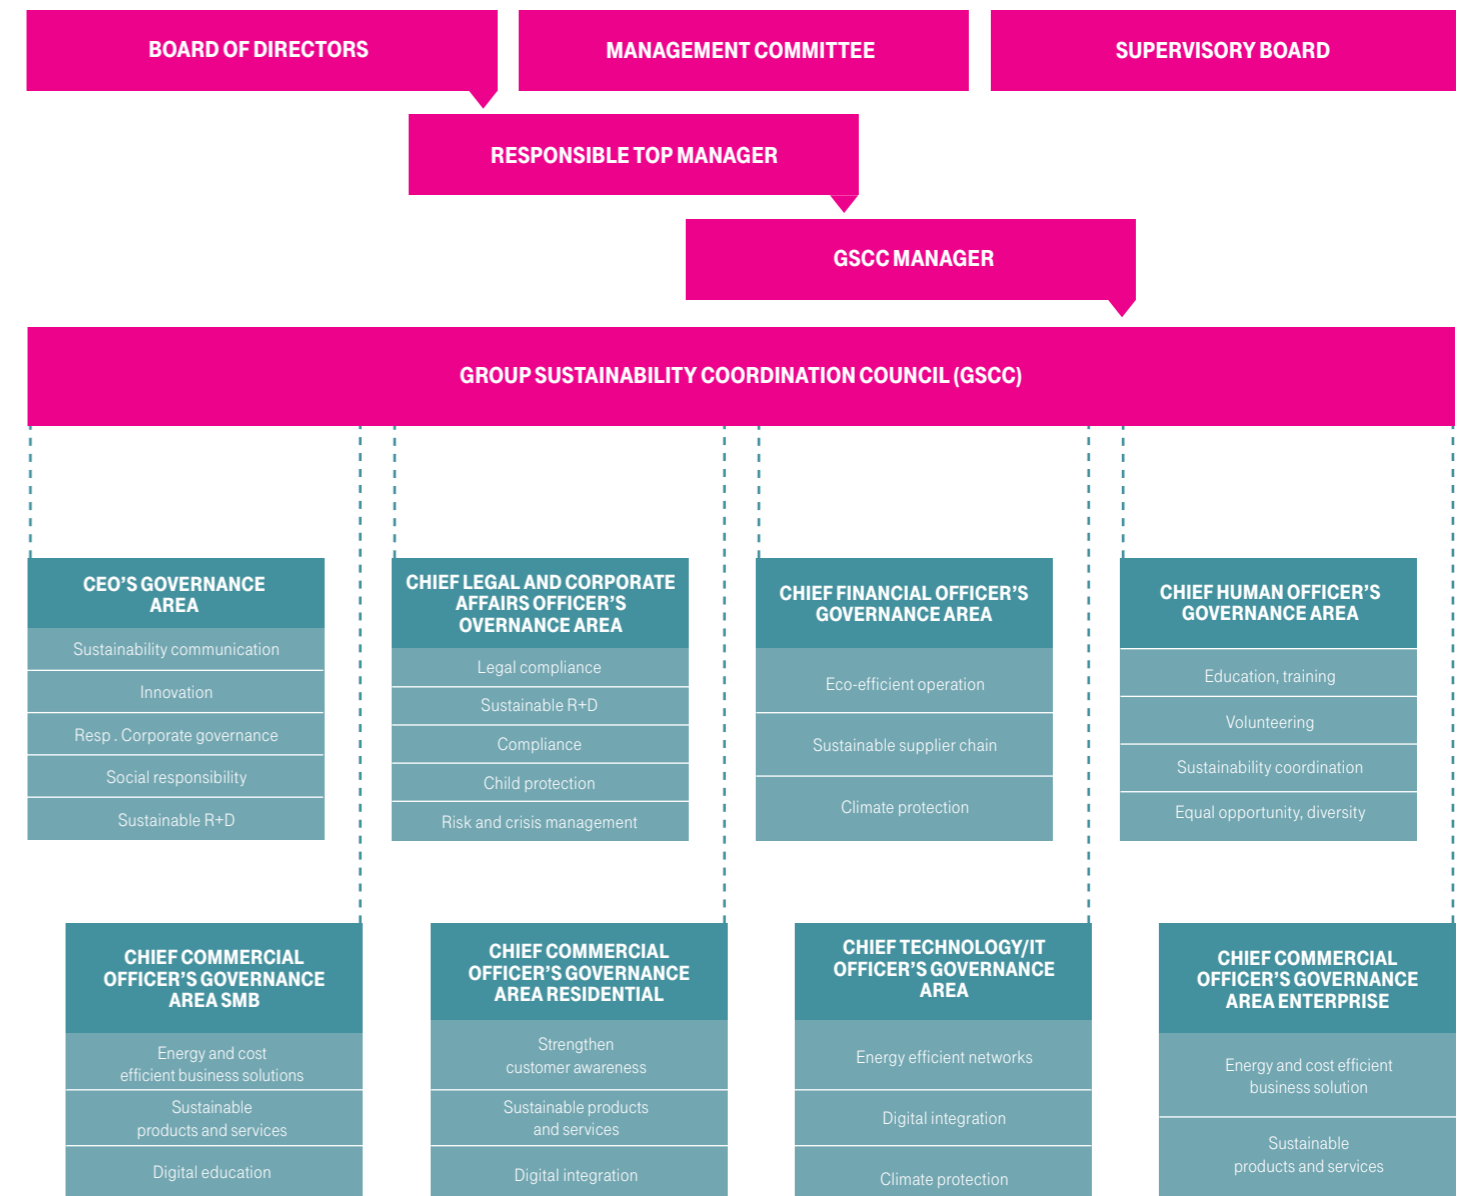 BOARD OF DIRECTORS
MANAGEMENT COMMITTEE
SUPERVISORY BOARD
RESPONSIBLE TOP MANAGER
GSCC MANAGER
GROUP SUSTAINABILITY COORDINATION COUNCIL (GSCC)
CEO'S GOVERNANCE
AREA
Sustainability communication
Innovation
Resp . Corporate governance
Social responsibility
Sustainable R+D
CHIEF LEGAL AND CORPORATE
AFFAIRS OFFICER'S
OVERNANCE AREA
Legal compliance
Sustainable R+D
Compliance
Child protection
Risk and crisis management
CHIEF FINANCIAL OFFICER'S
GOVERNANCE AREA
Eco-efficient operation
Sustainable supplier chain
Climate protection
CHIEF HUMAN OFFICER'S
GOVERNANCE AREA
Education, training
Volunteering
Sustainability coordination
Equal opportunity, diversity
CHIEF COMMERCIAL
OFFICER'S GOVERNANCE
AREA SMB
Energy and cost
efficient business solutions
Sustainable
products and services
Digital education
CHIEF COMMERCIAL
OFFICER'S GOVERNANCE
AREA RESIDENTIAL
Strengthen
customer awareness
Sustainable products
and services
Digital integration
CHIEF TECHNOLOGY/IT
OFFICER'S GOVERNANCE
AREA
Energy efficient networks
Digital integration
Climate protection
CHIEF COMMERCIAL
OFFICER'S GOVERNANCE
AREA ENTERPRISE
Energy and cost efficient
business solution
Sustainable
products and services